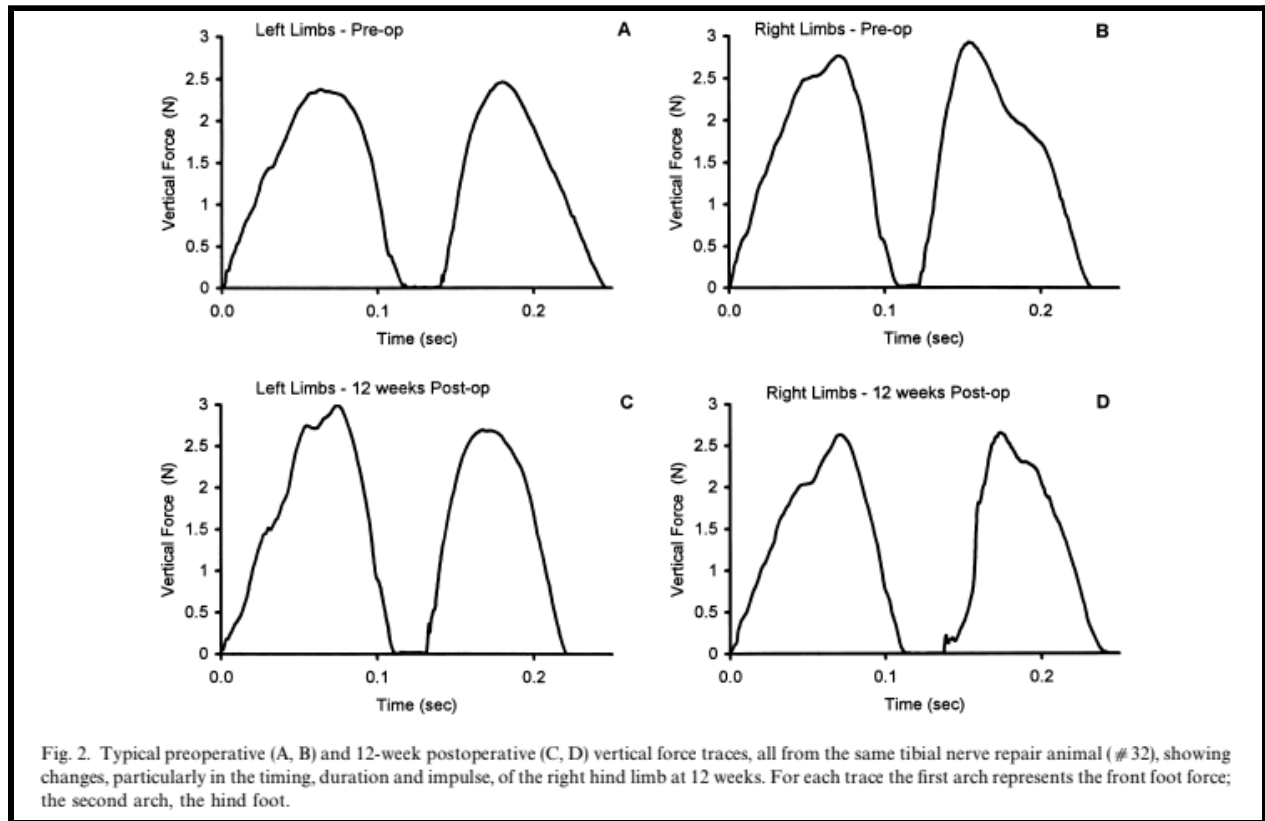 Left Limbs - Pre-op
A
3
2.5
2
1.5
1
0.5
0
Vertical Force (N)
0.0
0.1
0.2
Time (sec)
Right Limbs - Pre-op
B
3
2.5
2
1.5
1
0.5
0
Vertical Force (N)
0.0
0.1
0.2
Time (sec)
Left Limbs - 12 weeks Post-op
C
3
2.5
2
1.5
1
0.5
0
Vertical Force (N)
0.0
0.1
0.2
Time (sec)
Right Limbs - 12 weeks Post-op
D
3
2.5
2
1.5
1
0.5
0
Vertical Force (N)
0.0
0.1
0.2
Time (sec)
Fig. 2. Typical preoperative (A, B) and 12-week postoperative (C, D) vertical force traces, all from the same tibial nerve repair animal (#32), showing
changes, particularly in the timing, duration and impulse, of the right hind limb at 12 weeks. For each trace the first arch represents the front foot force;
the second arch, the hind foot.